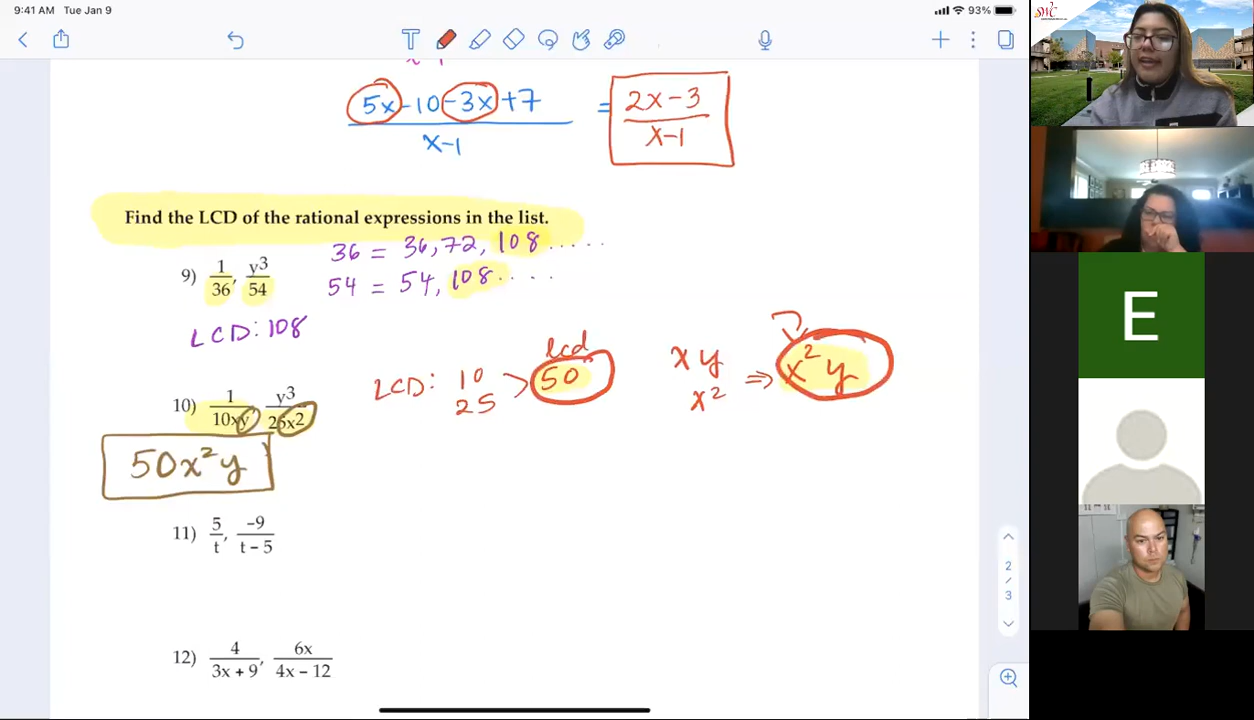 9:41 AM Tue Jan 9
93%
5x -10 -3x +7 = 2x-3
x-1 x-1
Find the LCD of the rational expressions in the list.
36 = 36, 72, 108 .....
9) 1/36, y3/54
54 = 54, 108 ....
LCD: 108
lcd
LCD: 10 > 50
25
xy ⇒ x²y
x²
10) 1/10xy, y3/25x2
50x²y
11) 5/t, -9/t - 5
12) 4/3x + 9, 6x/4x - 12
2
/
3
SWC
E